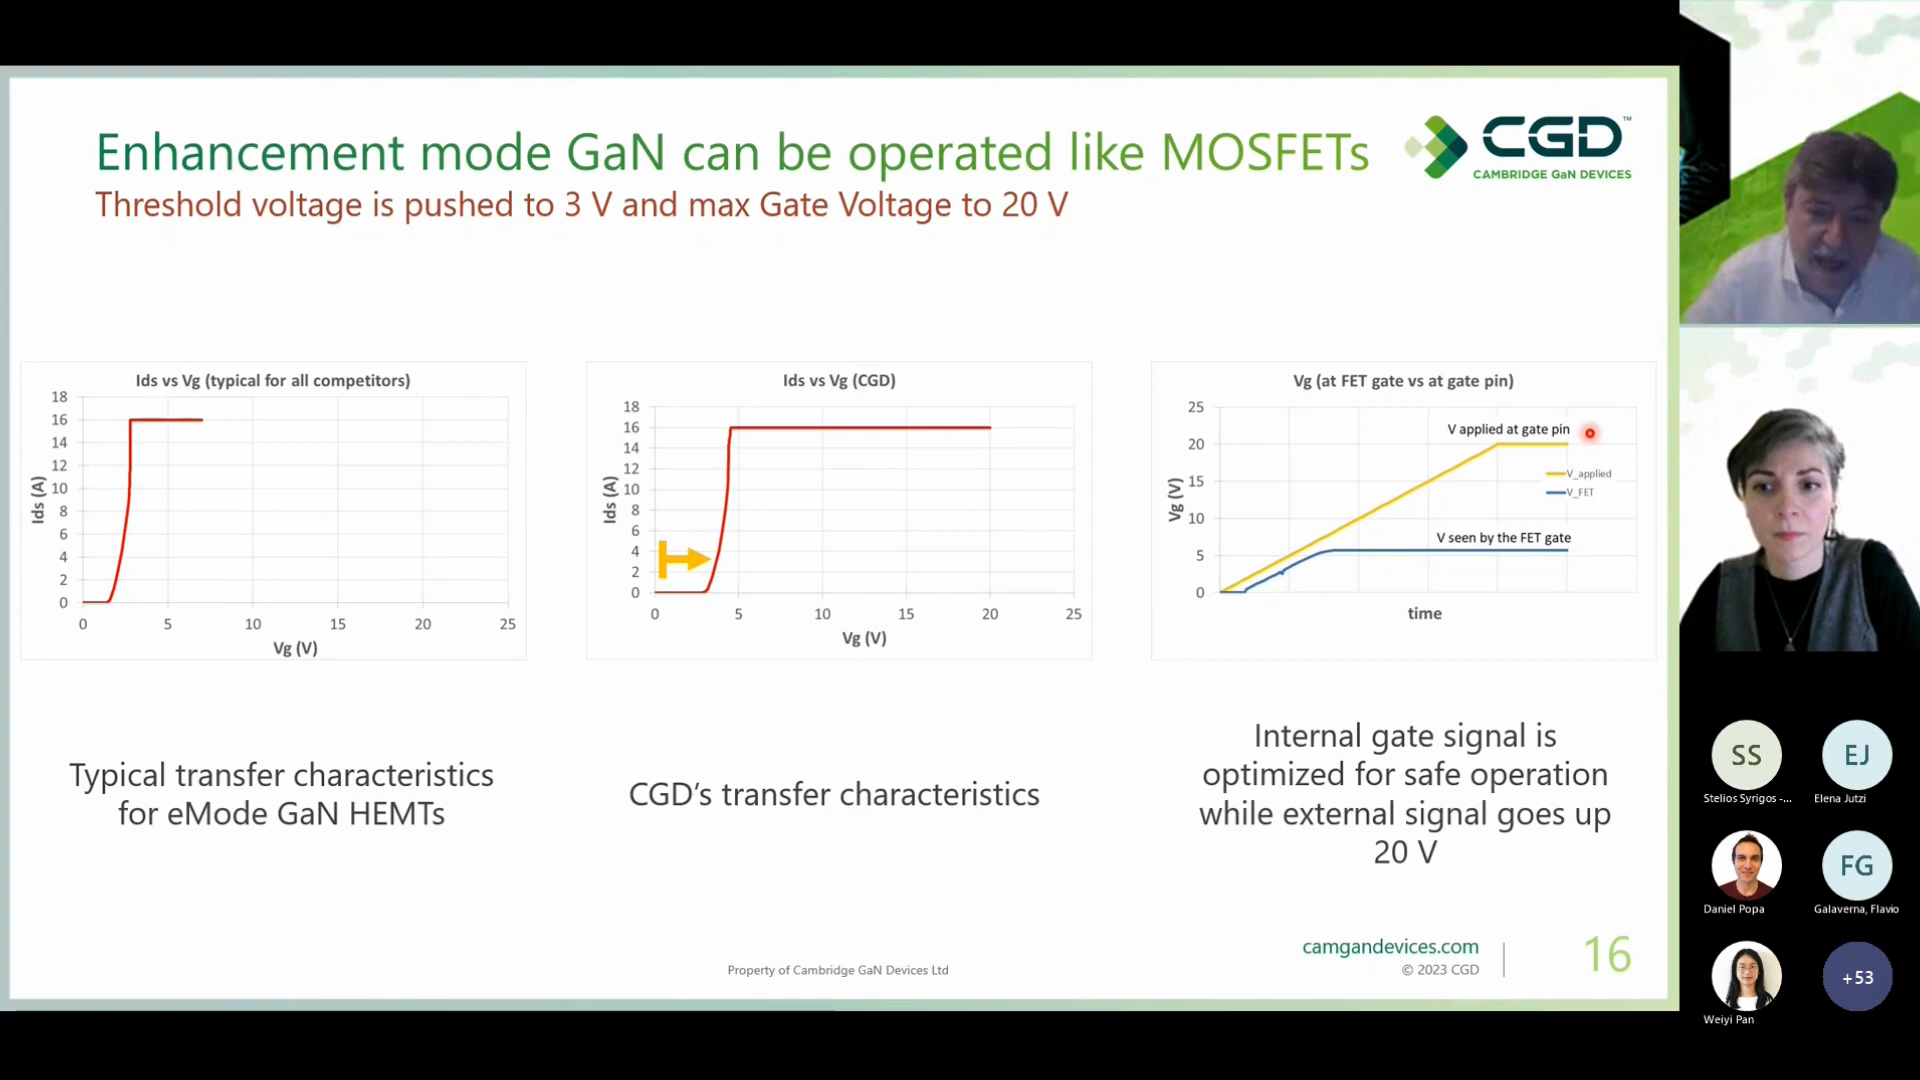 Enhancement mode GaN can be operated like MOSFETs
Threshold voltage is pushed to 3 V and max Gate Voltage to 20 V
CGD™
CAMBRIDGE GaN DEVICES
Ids vs Vg (typical for all competitors)
18
16
14
12
10
8
6
4
2
0
Ids (A)
0 5 10 15 20 25
Vg (V)
Typical transfer characteristics
for eMode GaN HEMTs
Ids vs Vg (CGD)
18
16
14
12
10
8
6
4
2
0
Ids (A)
0 5 10 15 20 25
Vg (V)
CGD’s transfer characteristics
Vg (at FET gate vs at gate pin)
25
20
15
10
5
0
Vg (V)
V applied at gate pin
V_applied
V_FET
V seen by the FET gate
time
Internal gate signal is
optimized for safe operation
while external signal goes up
20 V
Property of Cambridge GaN Devices Ltd
camgandevices.com
© 2023 CGD
16
SS
Stelios Syrigos -...
EJ
Elena Jutzi
Daniel Popa
FG
Galaverna, Flavio
Weiyi Pan
+53